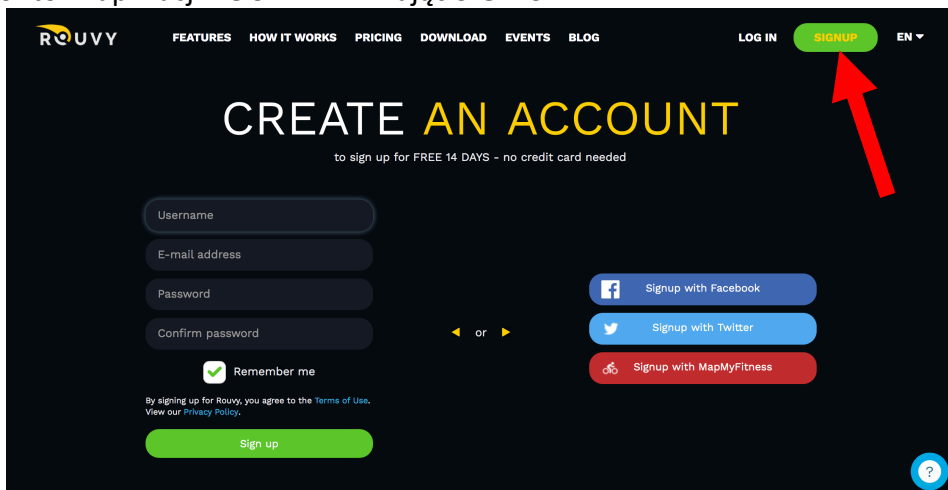 ROUVY FEATURES HOW IT WORKS PRICING DOWNLOAD EVENTS BLOG LOG IN SIGNUP EN
CREATE AN ACCOUNT
to sign up for FREE 14 DAYS - no credit card needed
Username
E-mail address
Password
Confirm password
Remember me
By signing up for Rouvy, you agree to the Terms of Use.
View our Privacy Policy.
Sign up
or
Signup with Facebook
Signup with Twitter
Signup with MapMyFitness
?